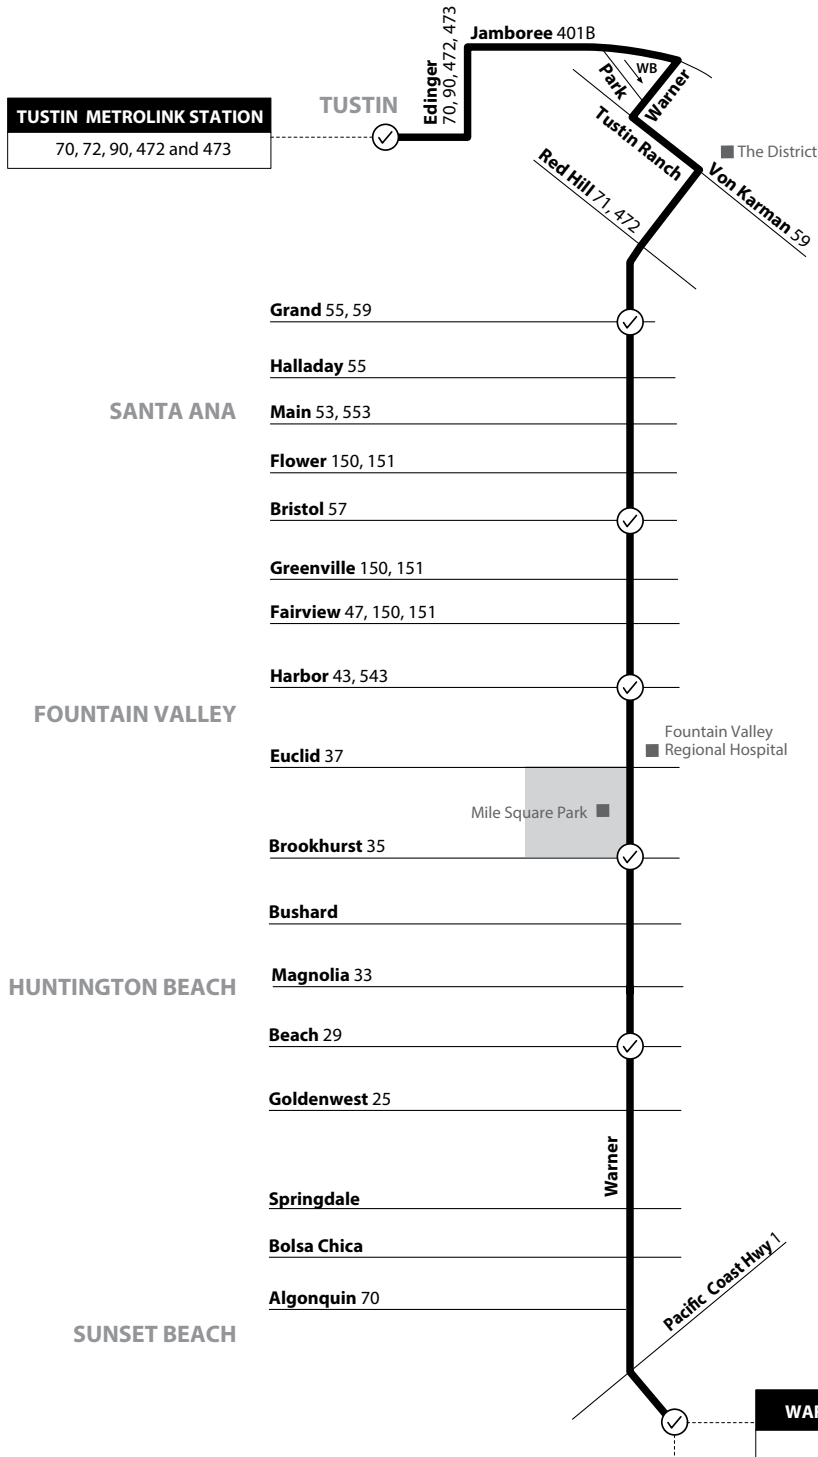 Jamboree 401B
Edinger
70, 90, 472, 473
WB
Park
Warner
TUSTIN
TUSTIN METROLINK STATION
70, 72, 90, 472 and 473
Tustin Ranch
The District
Von Karman 59
Red Hill 71, 472
Grand 55, 59
Halladay 55
SANTA ANA
Main 53, 553
Flower 150, 151
Bristol 57
Greenville 150, 151
Fairview 47, 150, 151
Harbor 43, 543
FOUNTAIN VALLEY
Fountain Valley
Regional Hospital
Euclid 37
Mile Square Park
Brookhurst 35
Bushard
HUNTINGTON BEACH
Magnolia 33
Beach 29
Goldenwest 25
Warner
Springdale
Bolsa Chica
Pacific Coast Hwy 1
Algonquin 70
SUNSET BEACH